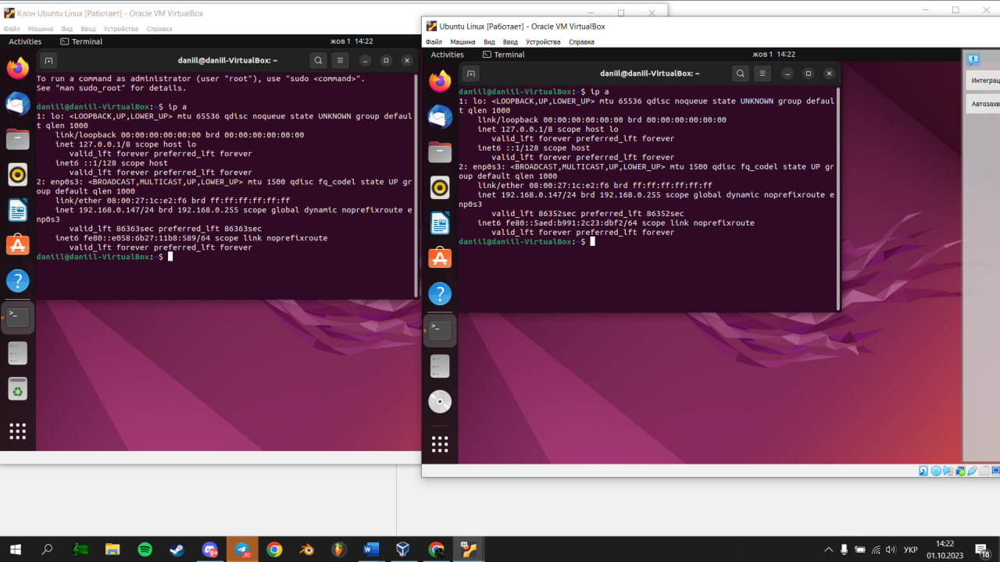 Клон Ubuntu Linux [Работает] - Oracle VM VirtualBox
Файл Машина Вид Ввод Устройства Справка
Activities Terminal жов 1 14:22
daniil@daniil-VirtualBox: ~
To run a command as administrator (user "root"), use "sudo <command>".
See "man sudo_root" for details.
daniil@daniil-VirtualBox:~$ ip a
1: lo: <LOOPBACK,UP,LOWER_UP> mtu 65536 qdisc noqueue state UNKNOWN group defaul
t qlen 1000
link/loopback 00:00:00:00:00:00 brd 00:00:00:00:00:00
inet 127.0.0.1/8 scope host lo
valid_lft forever preferred_lft forever
inet6 ::1/128 scope host
valid_lft forever preferred_lft forever
2: enp0s3: <BROADCAST,MULTICAST,UP,LOWER_UP> mtu 1500 qdisc fq_codel state UP gr
oup default qlen 1000
link/ether 08:00:27:1c:e2:f6 brd ff:ff:ff:ff:ff:ff
inet 192.168.0.147/24 brd 192.168.0.255 scope global dynamic noprefixroute e
np0s3
valid_lft 86363sec preferred_lft 86363sec
inet6 fe80::e058:6b27:11b8:589/64 scope link noprefixroute
valid_lft forever preferred_lft forever
daniil@daniil-VirtualBox:~$
Ubuntu Linux [Работает] - Oracle VM VirtualBox
Файл Машина Вид Ввод Устройства Справка
Activities Terminal жов 1 14:22
daniil@daniil-VirtualBox: ~
daniil@daniil-VirtualBox:~$ ip a
1: lo: <LOOPBACK,UP,LOWER_UP> mtu 65536 qdisc noqueue state UNKNOWN group defaul
t qlen 1000
link/loopback 00:00:00:00:00:00 brd 00:00:00:00:00:00
inet 127.0.0.1/8 scope host lo
valid_lft forever preferred_lft forever
inet6 ::1/128 scope host
valid_lft forever preferred_lft forever
2: enp0s3: <BROADCAST,MULTICAST,UP,LOWER_UP> mtu 1500 qdisc fq_codel state UP gr
oup default qlen 1000
link/ether 08:00:27:1c:e2:f6 brd ff:ff:ff:ff:ff:ff
inet 192.168.0.147/24 brd 192.168.0.255 scope global dynamic noprefixroute e
np0s3
valid_lft 86352sec preferred_lft 86352sec
inet6 fe80::5aed:b991:2c23:dbf2/64 scope link noprefixroute
valid_lft forever preferred_lft forever
daniil@daniil-VirtualBox:~$
Интеграц
Автозахв
УКР
14:22
01.10.2023
18